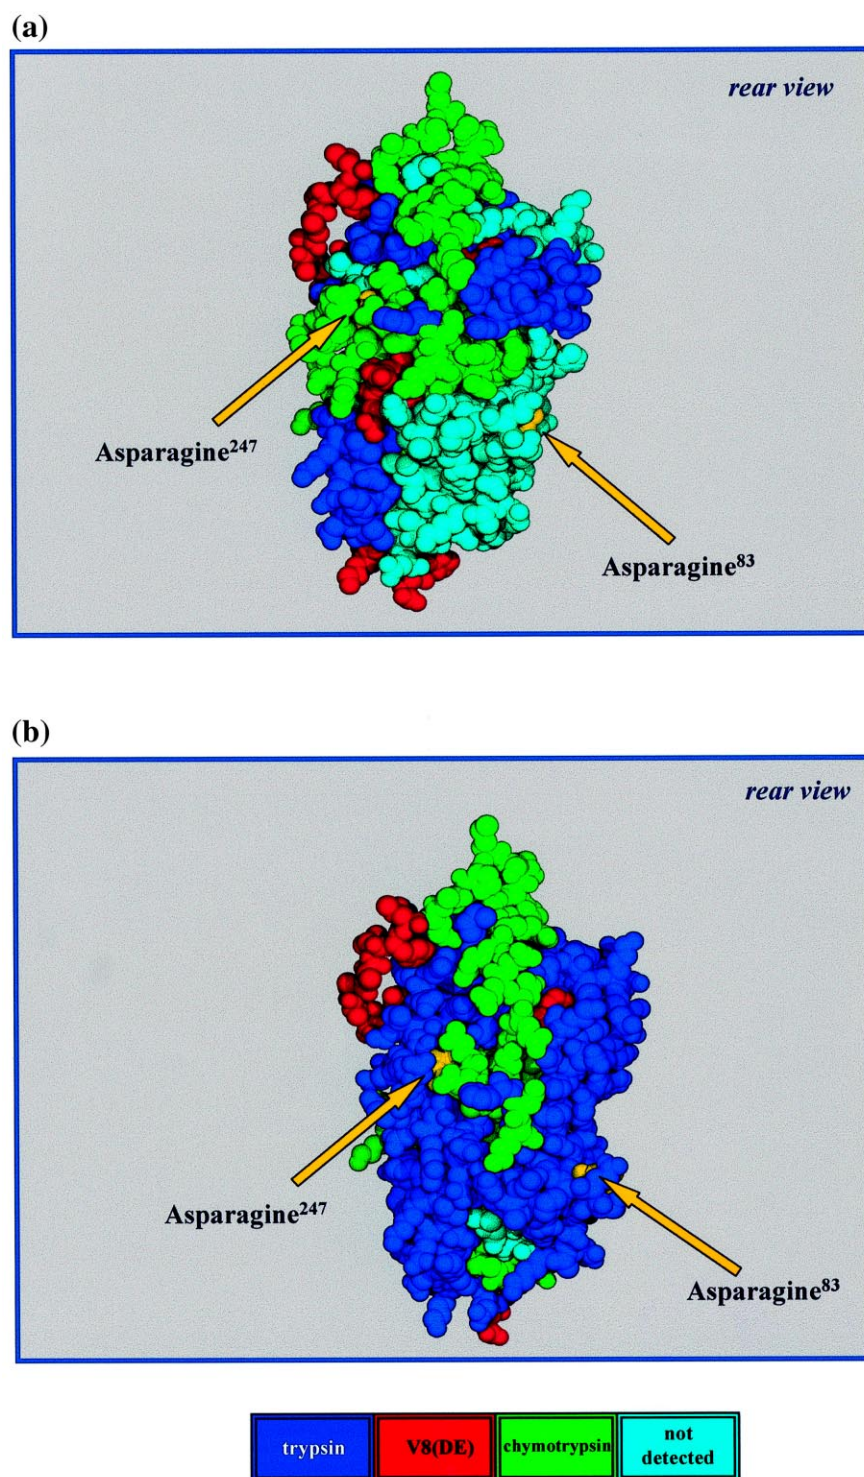 (a)
rear view
Asparagine²⁴⁷
Asparagine⁸³
(b)
rear view
Asparagine²⁴⁷
Asparagine⁸³
trypsin V8(DE) chymotrypsin not detected